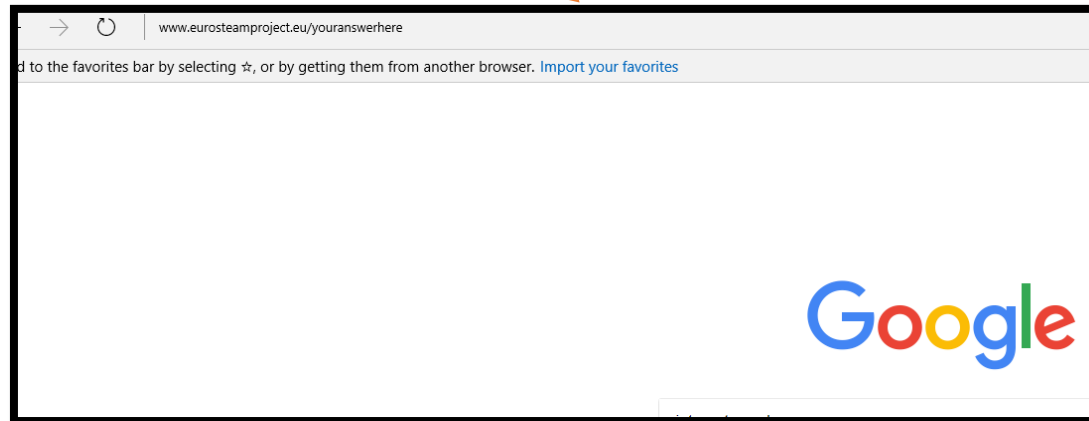 www.eurosteamproject.eu/youranswerhere
d to the favorites bar by selecting ☆, or by getting them from another browser. Import your favorites
Google